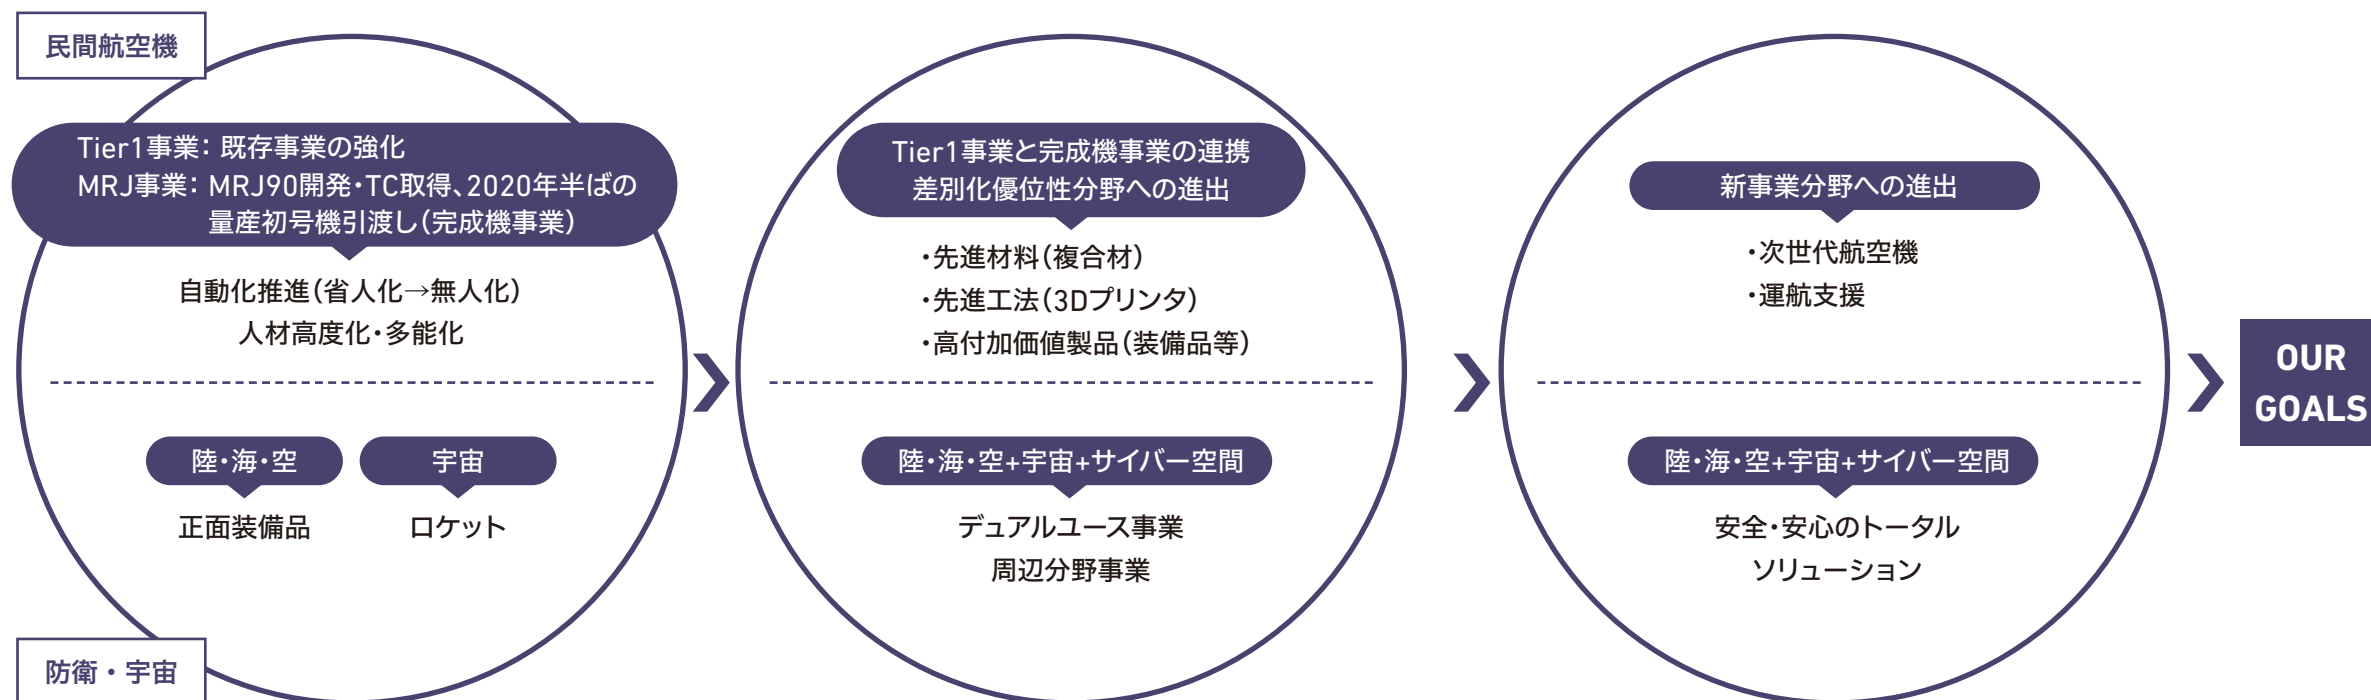 民間航空機
Tier1事業：既存事業の強化
MRJ事業：MRJ90開発・TC取得、2020年半ばの
量産初号機引渡し（完成機事業）
自動化推進（省人化→無人化）
人材高度化・多能化
陸・海・空
宇宙
正面装備品
ロケット
防衛・宇宙
Tier1事業と完成機事業の連携
差別化優位性分野への進出
・先進材料（複合材）
・先進工法（3Dプリンタ）
・高付加価値製品（装備品等）
陸・海・空+宇宙+サイバー空間
デュアルユース事業
周辺分野事業
新事業分野への進出
・次世代航空機
・運航支援
陸・海・空+宇宙+サイバー空間
安全・安心のトータル
ソリューション
OUR
GOALS